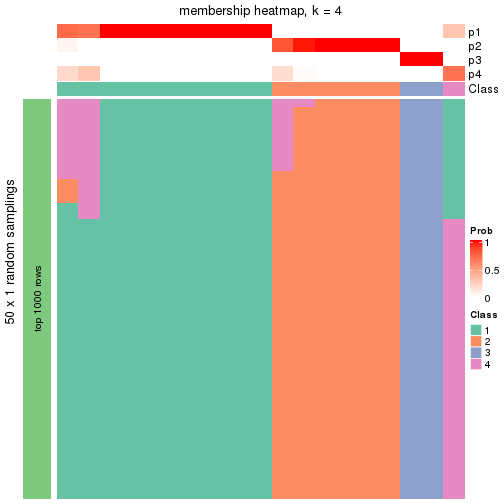 membership heatmap, k = 4
p1
p2
p3
p4
Class
50 x 1 random samplings
top 1000 rows
Prob
1
0.5
0
Class
1
2
3
4